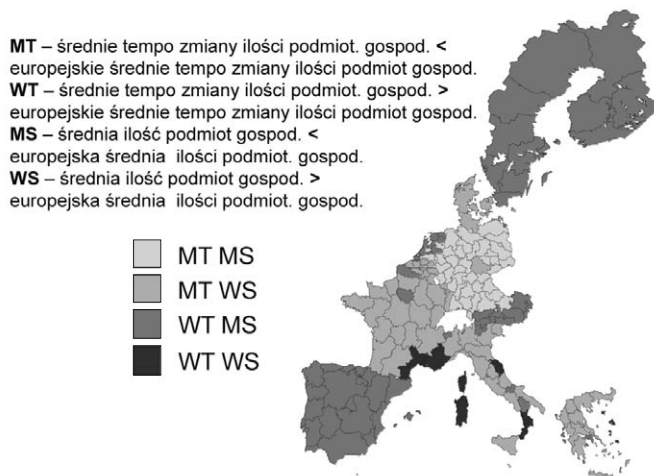 MT – średnie tempo zmiany ilości podmiot. gospod. <
europejskie średnie tempo zmiany ilości podmiot gospod.
WT – średnie tempo zmiany ilości podmiot. gospod. >
europejskie średnie tempo zmiany ilości podmiot gospod.
MS – średnia ilość podmiot gospod. <
europejska średnia ilości podmiot. gospod.
WS – średnia ilość podmiot gospod. >
europejska średnia ilości podmiot. gospod.
MT MS
MT WS
WT MS
WT WS